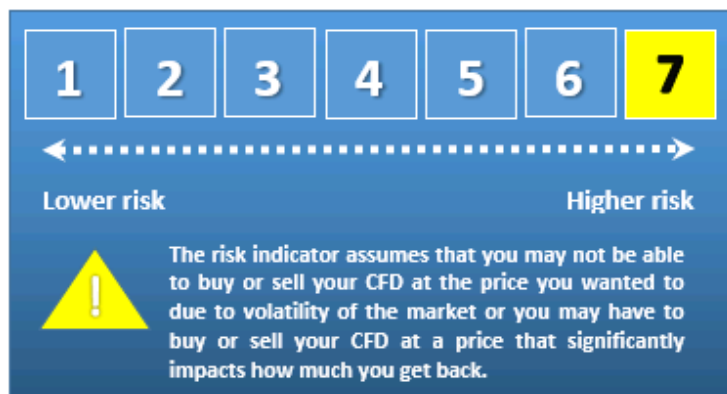 1 2 3 4 5 6 7
Lower risk Higher risk
!
The risk indicator assumes that you may not be able
to buy or sell your CFD at the price you wanted to
due to volatility of the market or you may have to
buy or sell your CFD at a price that significantly
impacts how much you get back.